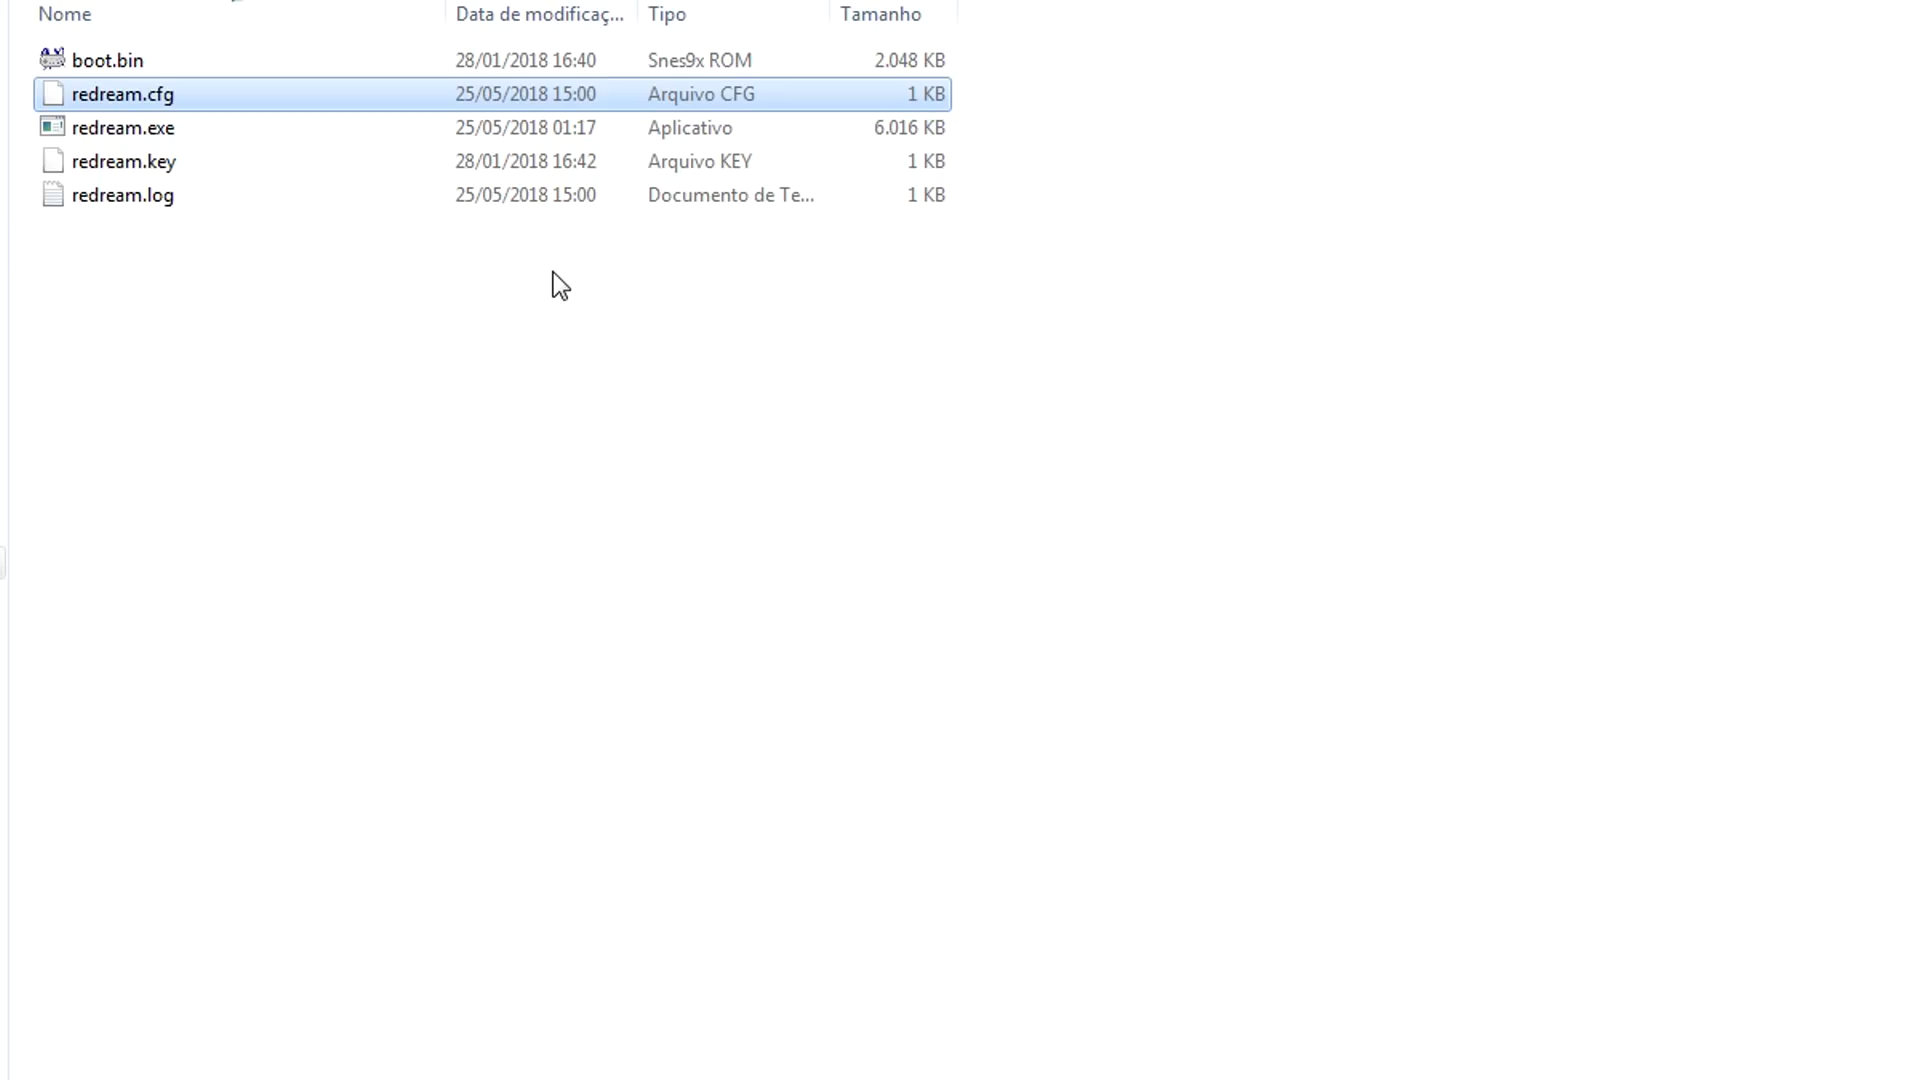 Nome Data de modificaç... Tipo Tamanho
boot.bin 28/01/2018 16:40 Snes9x ROM 2.048 KB
redream.cfg 25/05/2018 15:00 Arquivo CFG 1 KB
redream.exe 25/05/2018 01:17 Aplicativo 6.016 KB
redream.key 28/01/2018 16:42 Arquivo KEY 1 KB
redream.log 25/05/2018 15:00 Documento de Te... 1 KB